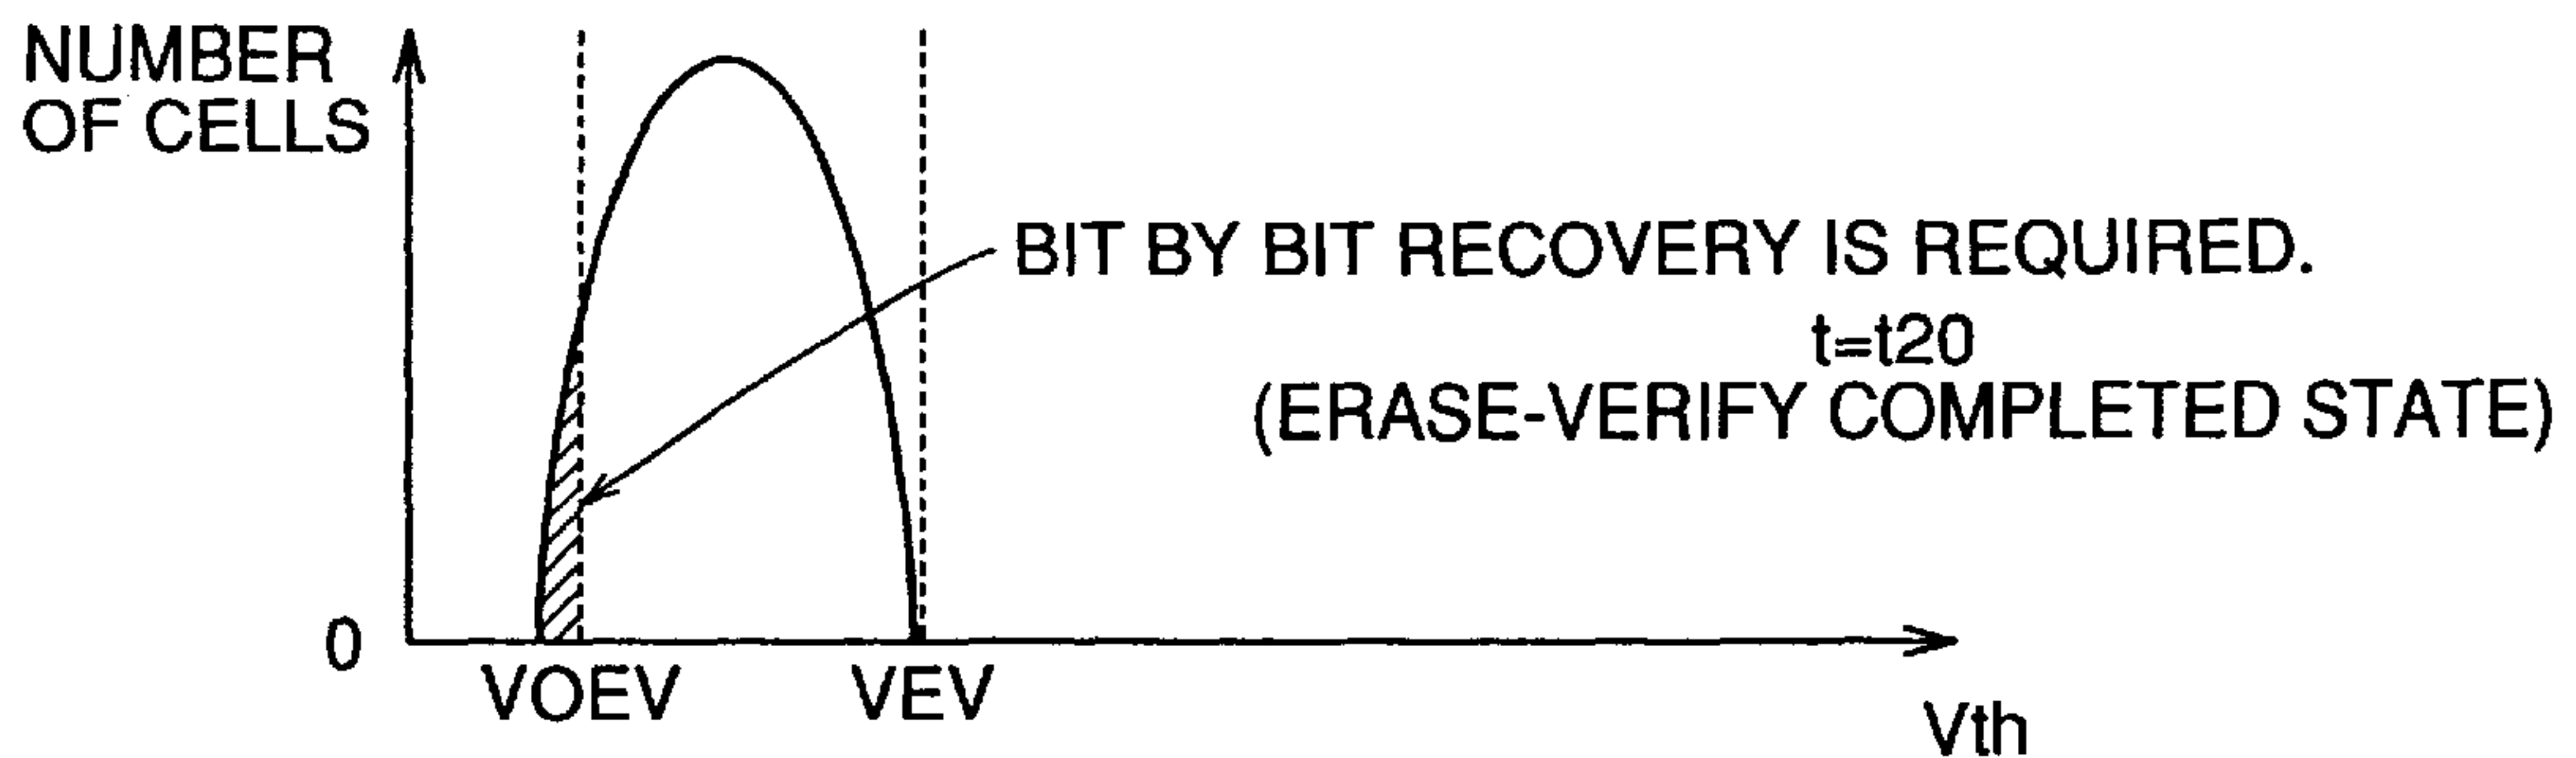 NUMBER
OF CELLS
BIT BY BIT RECOVERY IS REQUIRED.
t=t20
(ERASE-VERIFY COMPLETED STATE)
0
VOEV
VEV
Vth